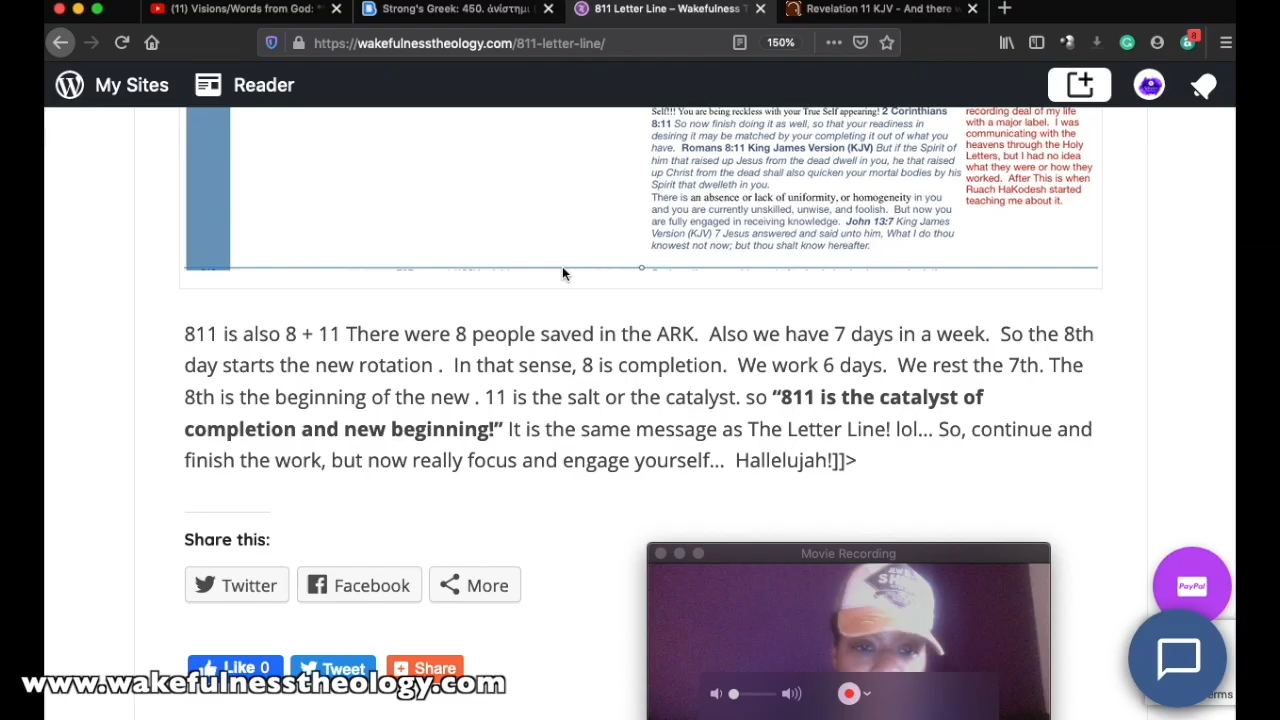 (11) Visions/Words from God: "
Strong's Greek: 450. ἀνίστημι
811 Letter Line – Wakefulness T
Revelation 11 KJV - And there w
https://wakefulnesstheology.com/811-letter-line/
150%
8
My Sites
Reader
Self!!! You are being reckless with your True Self appearing! 2 Corinthians
8:11 So now finish doing it as well, so that your readiness in
desiring it may be matched by your completing it out of what you
have. Romans 8:11 King James Version (KJV) But if the Spirit of
him that raised up Jesus from the dead dwell in you, he that raised
up Christ from the dead shall also quicken your mortal bodies by his
Spirit that dwelleth in you.
There is an absence or lack of uniformity, or homogeneity in you
and you are currently unskilled, unwise, and foolish. But now you
are fully engaged in receiving knowledge. John 13:7 King James
Version (KJV) 7 Jesus answered and said unto him, What I do thou
knowest not now; but thou shalt know hereafter.
recording deal of my life
with a major label. I was
communicating with the
heavens through the Holy
Letters, but I had no idea
what they were or how they
worked. After This is when
Ruach HaKodesh started
teaching me about it.
811 is also 8 + 11 There were 8 people saved in the ARK. Also we have 7 days in a week. So the 8th
day starts the new rotation . In that sense, 8 is completion. We work 6 days. We rest the 7th. The
8th is the beginning of the new . 11 is the salt or the catalyst. so “811 is the catalyst of
completion and new beginning!” It is the same message as The Letter Line! lol... So, continue and
finish the work, but now really focus and engage yourself... Hallelujah!]]>
Share this:
Twitter
Facebook
More
Movie Recording
PayPal
Like 0
Tweet
Share
www.wakefulnesstheology.com